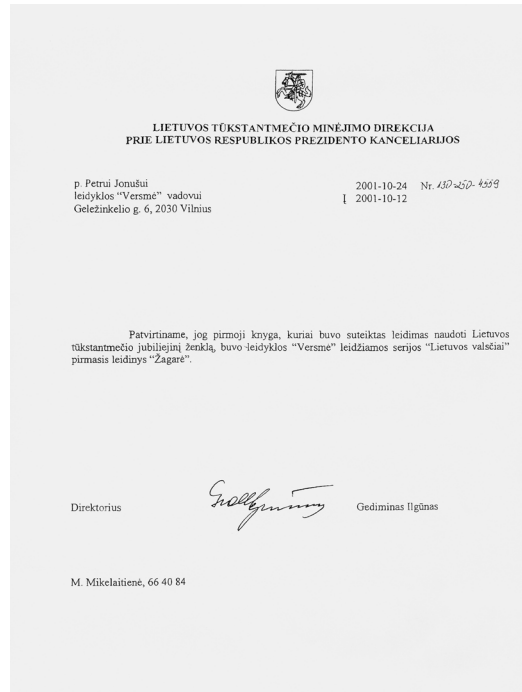 LIETUVOS TŪKSTANTMEČIO MINĖJIMO DIREKCIJA
PRIE LIETUVOS RESPUBLIKOS PREZIDENTO KANCELIARIJOS
p. Petrui Jonušui
leidyklos “Versmė” vadovui
Geležinkelio g. 6, 2030 Vilnius
2001-10-24 Nr. 130-250-4559
Į 2001-10-12
Patvirtiname, jog pirmoji knyga, kuriai buvo suteiktas leidimas naudoti Lietuvos
tūkstantmečio jubiliejinį ženklą, buvo leidyklos “Versmė” leidžiamos serijos “Lietuvos valsčiai”
pirmasis leidinys “Žagarė”.
Direktorius
Gediminas Ilgūnas
M. Mikelaitienė, 66 40 84